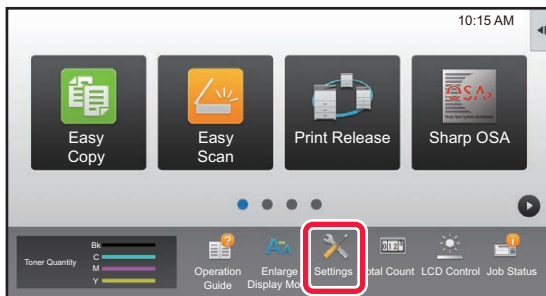 10:15 AM
Easy
Copy
Easy
Scan
Print Release
Sharp OSA
Toner Quantity
Bk
C
M
Y
Operation
Guide
Enlarge
Display Mo
Settings
otal Count
LCD Control
Job Status